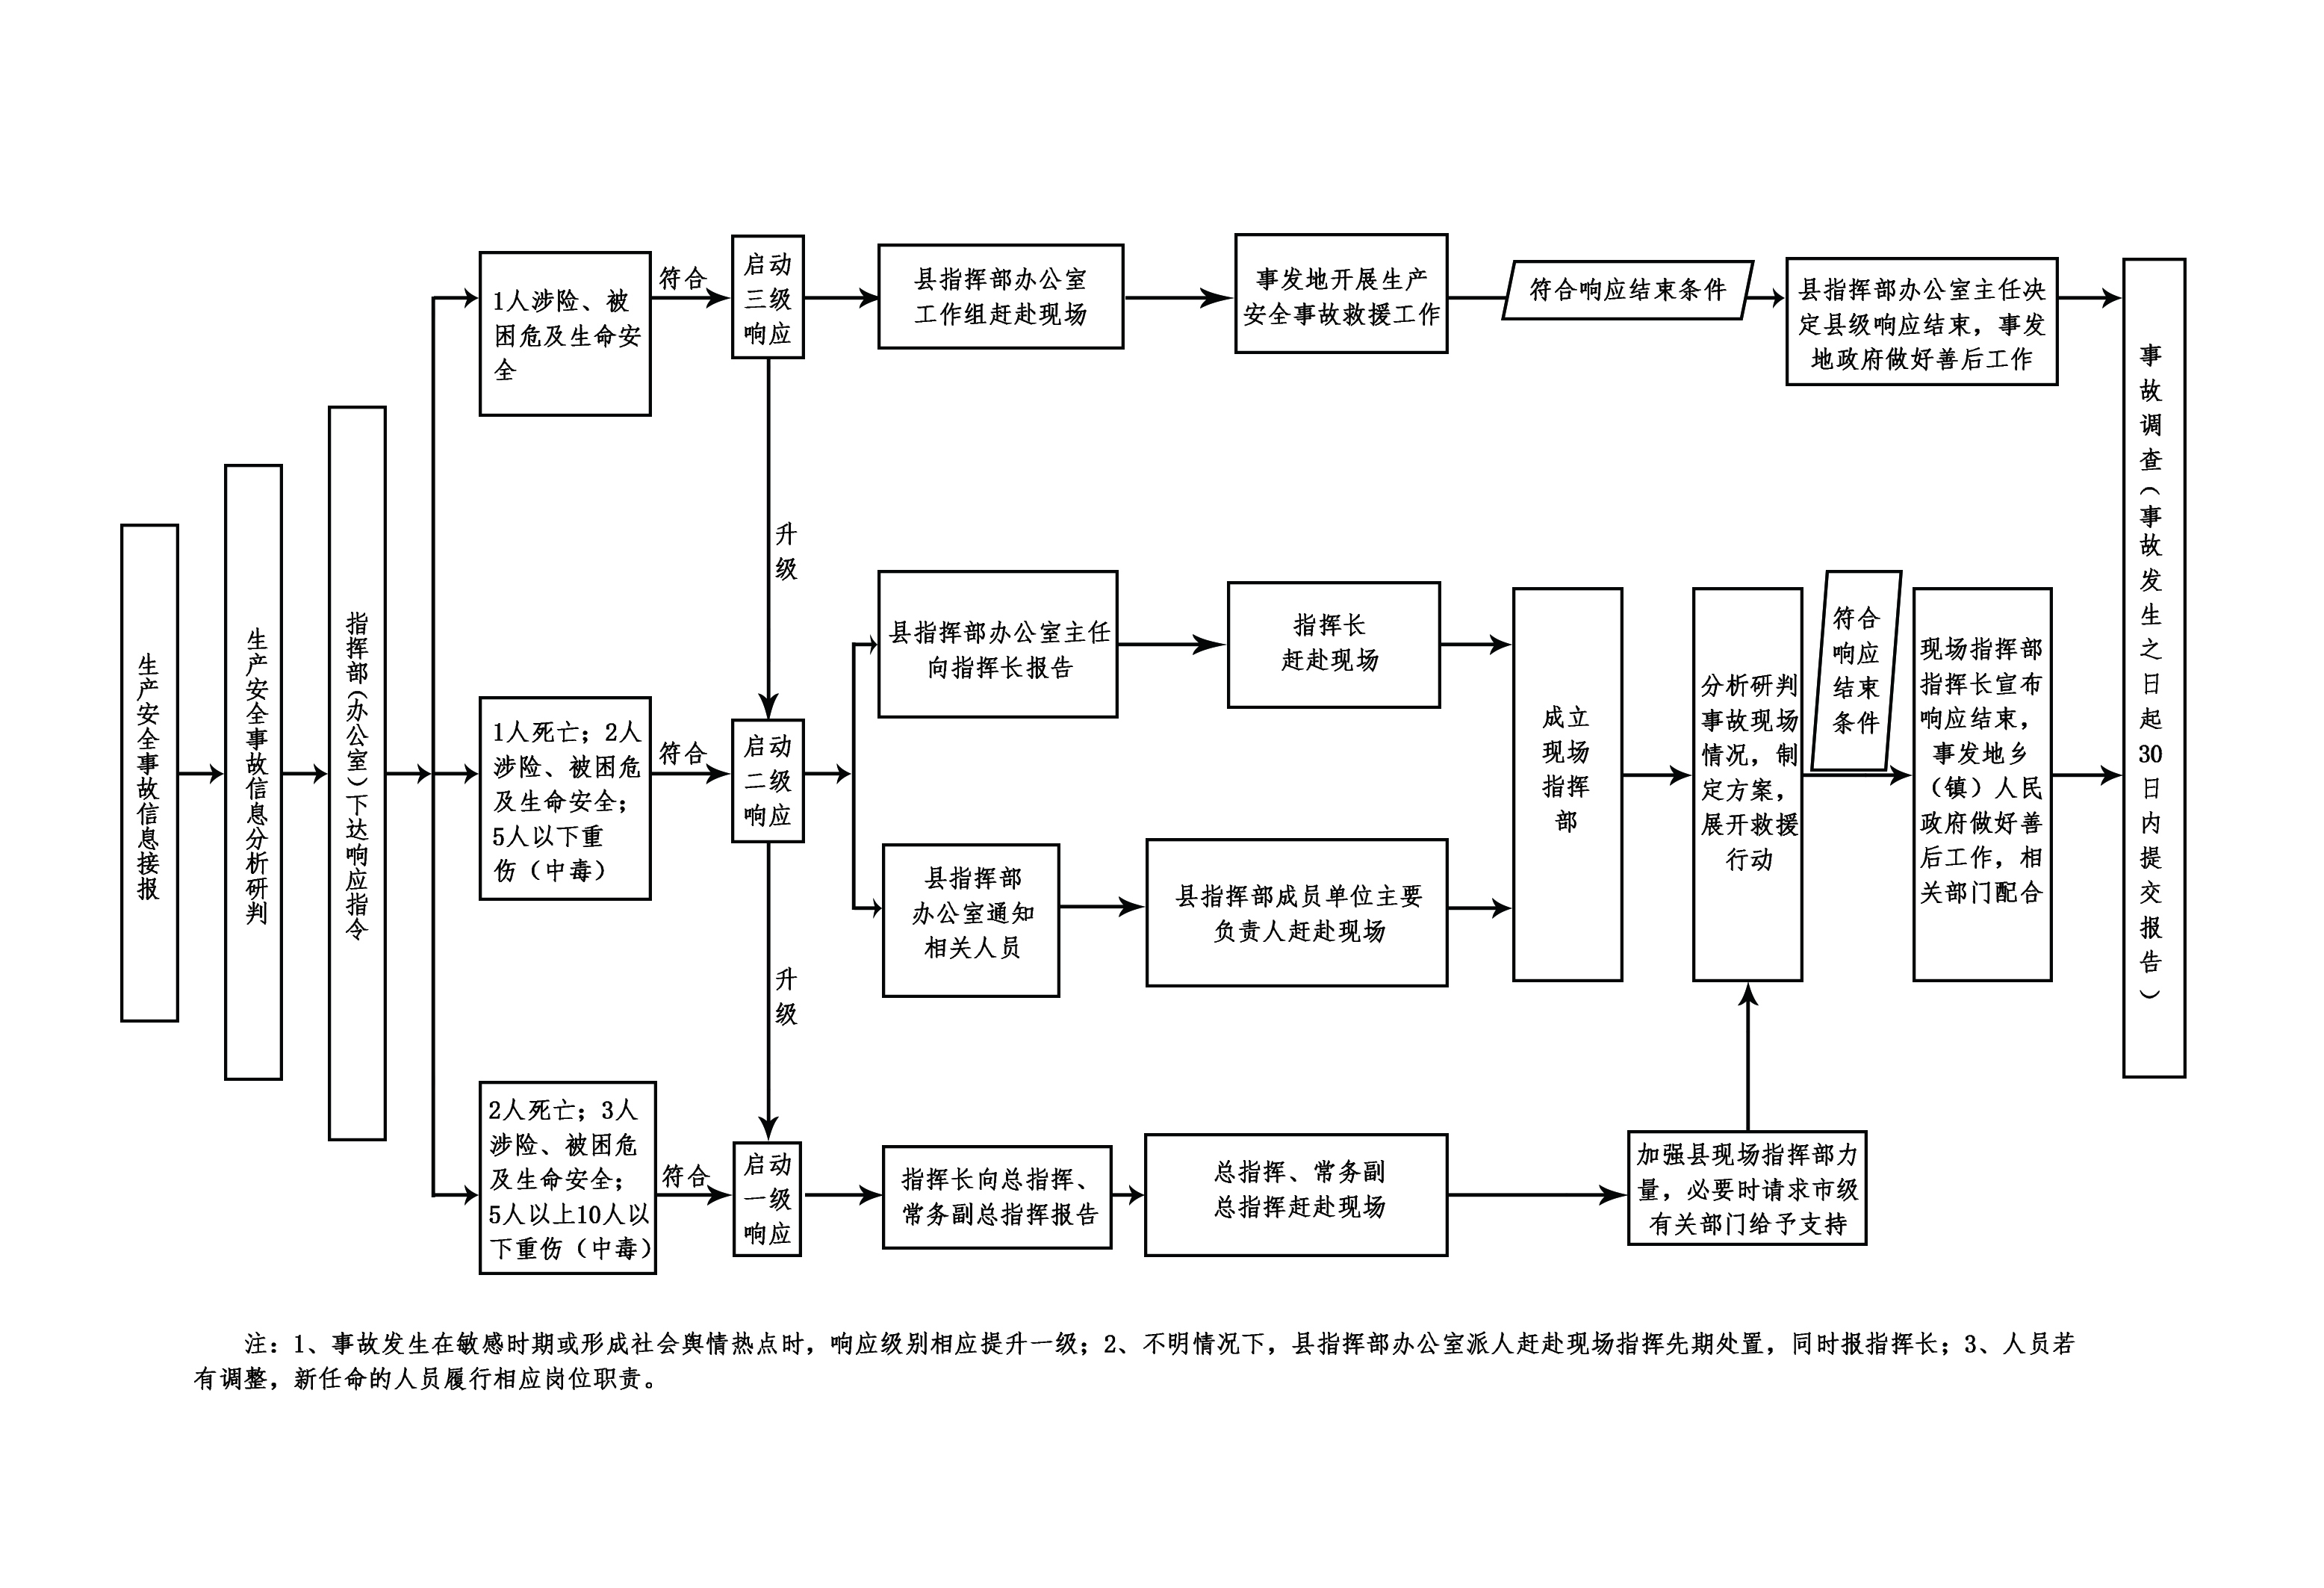 生产安全事故信息接报
生产安全事故信息分析研判
指挥部（办公室）下达响应指令
1人涉险、被
困危及生命安
全
符合
启动
三级
响应
县指挥部办公室
工作组赶赴现场
事发地开展生产
安全事故救援工作
符合响应结束条件
县指挥部办公室主任决
定县级响应结束，事发
地政府做好善后工作
升
级
1人死亡；2人
涉险、被困危
及生命安全；
5人以下重
伤（中毒）
符合
启动
二级
响应
县指挥部办公室主任
向指挥长报告
指挥长
赶赴现场
县指挥部
办公室通知
相关人员
县指挥部成员单位主要
负责人赶赴现场
成立
现场
指挥
部
分析研判
事故现场
情况，制
定方案，
展开救援
行动
符合
响应
结束
条件
现场指挥部
指挥长宣布
响应结束，
事发地乡
（镇）人民
政府做好善
后工作，相
关部门配合
升
级
2人死亡；3人
涉险、被困危
及生命安全；
5人以上10人以
下重伤（中毒）
符合
启动
一级
响应
指挥长向总指挥、
常务副总指挥报告
总指挥、常务副
总指挥赶赴现场
加强县现场指挥部力
量，必要时请求市级
有关部门给予支持
事故调查（事故发生之日起30日内提交报告）
注：1、事故发生在敏感时期或形成社会舆情热点时，响应级别相应提升一级；2、不明情况下，县指挥部办公室派人赶赴现场指挥先期处置，同时报指挥长；3、人员若
有调整，新任命的人员履行相应岗位职责。